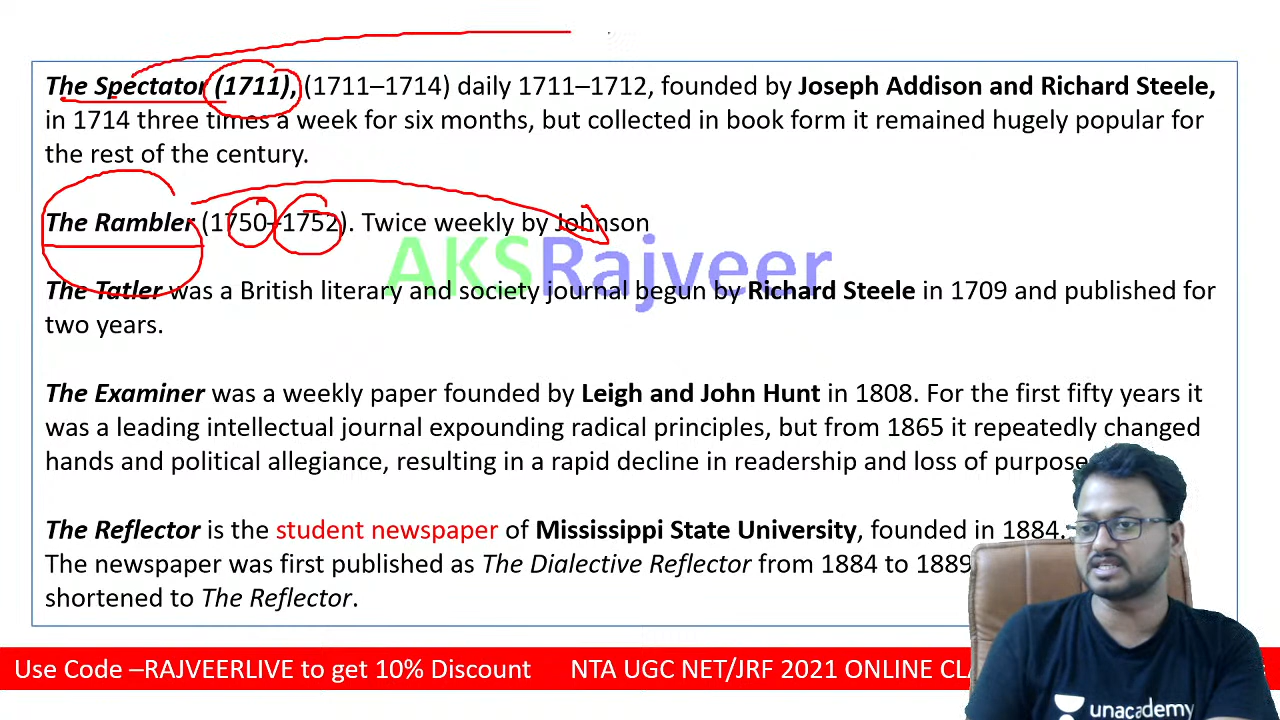 The Spectator (1711), (1711–1714) daily 1711–1712, founded by Joseph Addison and Richard Steele,
in 1714 three times a week for six months, but collected in book form it remained hugely popular for
the rest of the century.
The Rambler (1750–1752). Twice weekly by Johnson
AKSRajveer
The Tatler was a British literary and society journal begun by Richard Steele in 1709 and published for
two years.
The Examiner was a weekly paper founded by Leigh and John Hunt in 1808. For the first fifty years it
was a leading intellectual journal expounding radical principles, but from 1865 it repeatedly changed
hands and political allegiance, resulting in a rapid decline in readership and loss of purpose
The Reflector is the student newspaper of Mississippi State University, founded in 1884.
The newspaper was first published as The Dialective Reflector from 1884 to 1889
shortened to The Reflector.
Use Code –RAJVEERLIVE to get 10% Discount NTA UGC NET/JRF 2021 ONLINE
unacademy